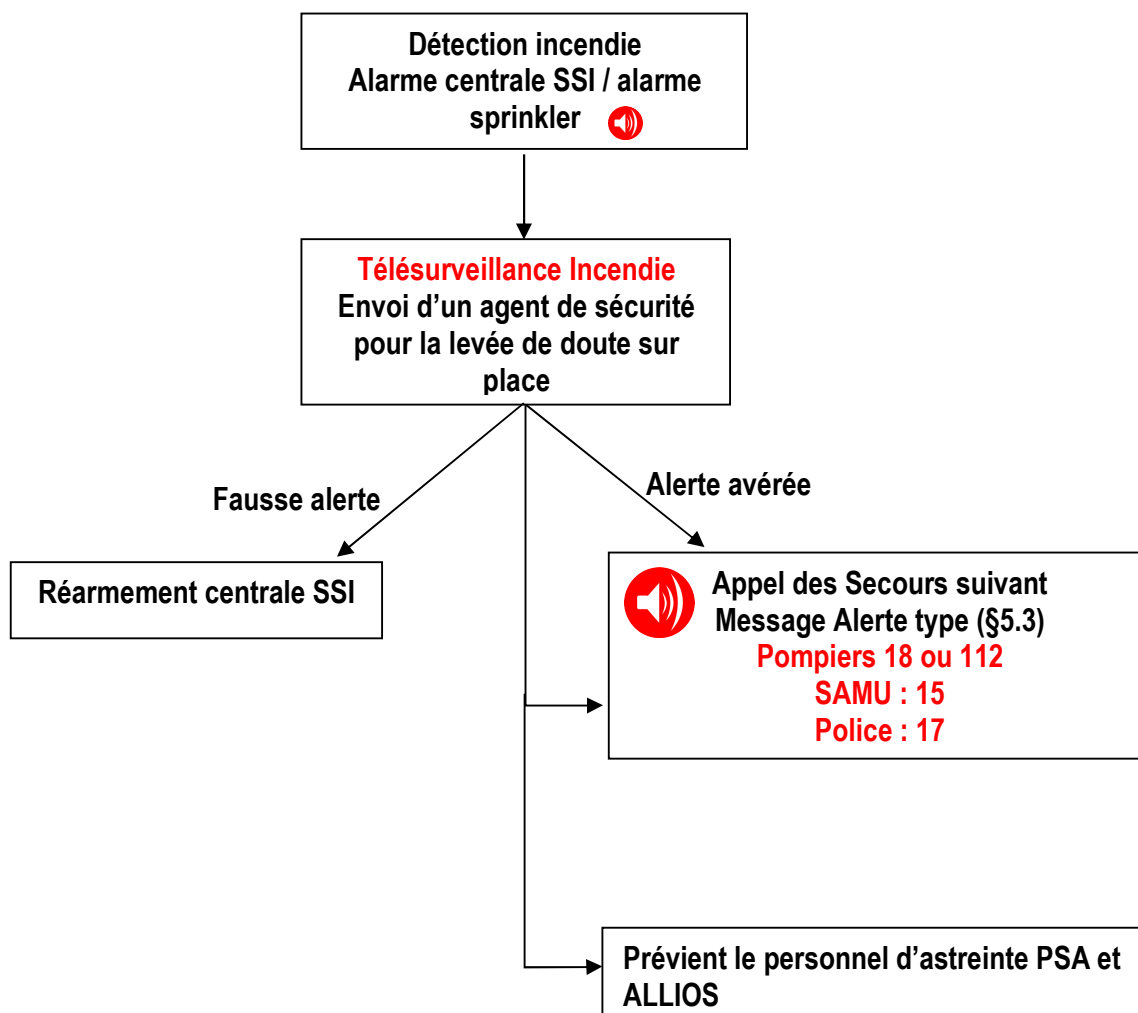 Détection incendie
Alarme centrale SSI / alarme
sprinkler
Télésurveillance Incendie
Envoi d’un agent de sécurité
pour la levée de doute sur
place
Fausse alerte
Alerte avérée
Réarmement centrale SSI
Appel des Secours suivant
Message Alerte type (§5.3)
Pompiers 18 ou 112
SAMU : 15
Police : 17
Prévient le personnel d’astreinte PSA et
ALLIOS